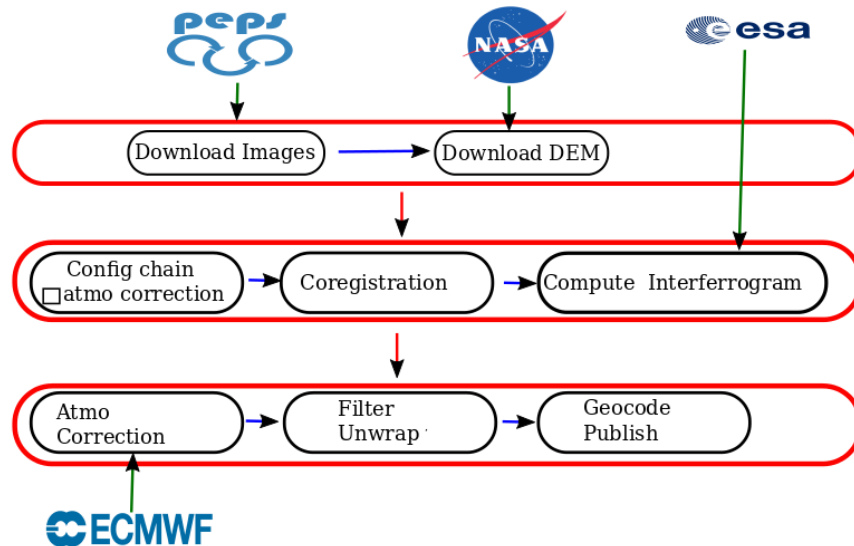 peps
NASA
esa
Download Images
Download DEM
Config chain
atmo correction
Coregistration
Compute Interferrogram
Atmo
Correction
Filter
Unwrap
Geocode
Publish
ECMWF